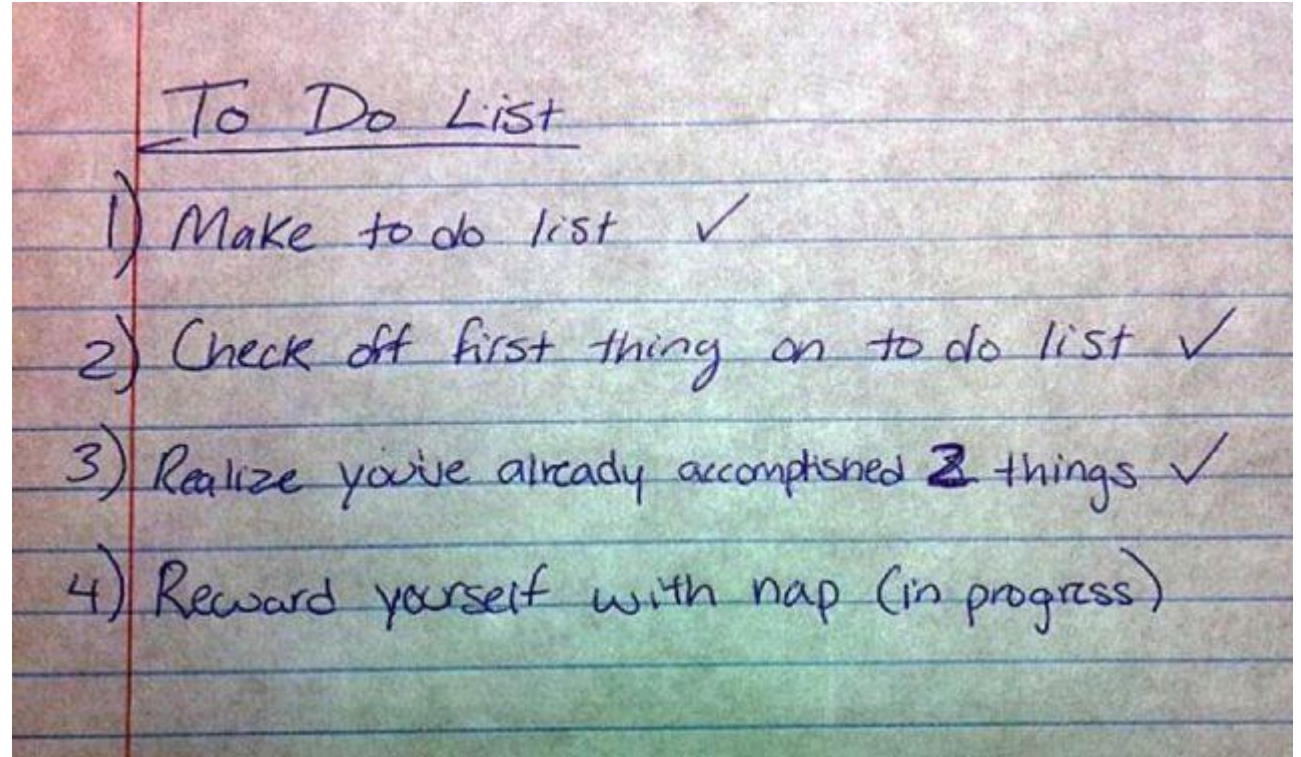 To Do List
1) Make to do list ✓
2) Check off first thing on to do list ✓
3) Realize you've already accomplished 2 things ✓
4) Reward yourself with nap (in progress)